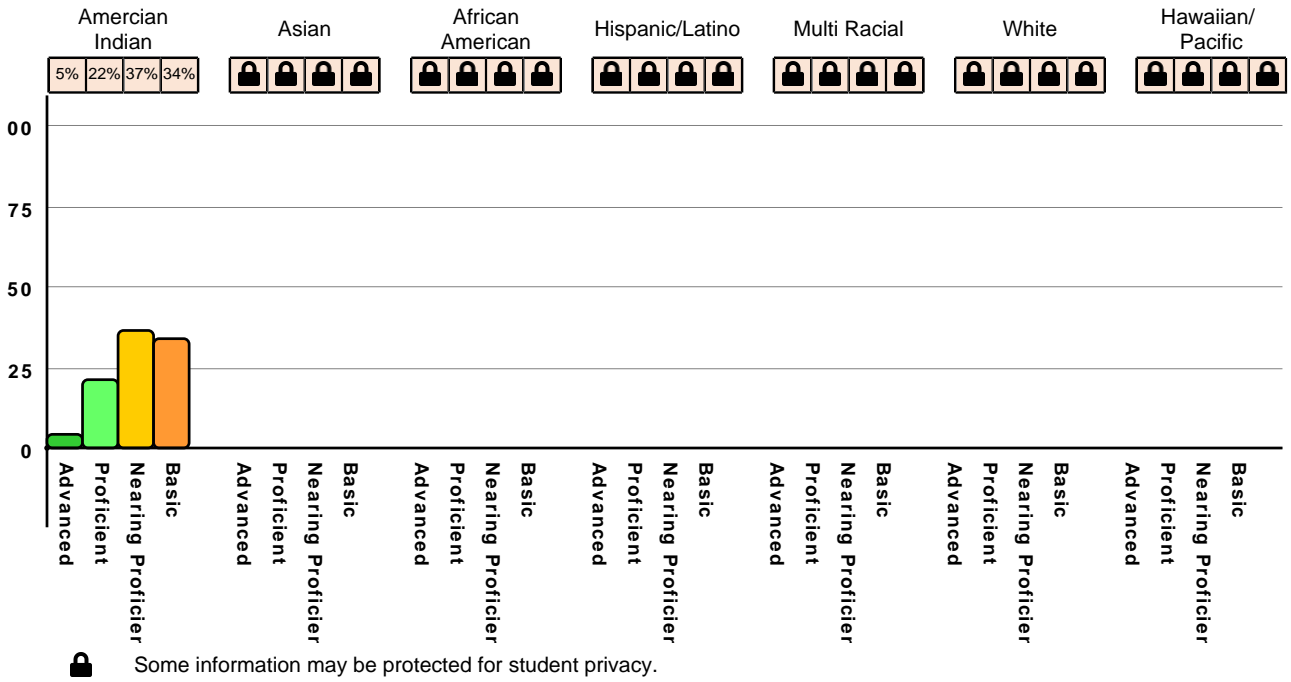 Amercian
Indian
Asian
African
American
Hispanic/Latino
Multi Racial
White
Hawaiian/
Pacific
5% 22% 37% 34%
00
75
50
25
0
Advanced
Proficient
Nearing Proficier
Basic
Advanced
Proficient
Nearing Proficier
Basic
Advanced
Proficient
Nearing Proficier
Basic
Advanced
Proficient
Nearing Proficier
Basic
Advanced
Proficient
Nearing Proficier
Basic
Advanced
Proficient
Nearing Proficier
Basic
Advanced
Proficient
Nearing Proficier
Basic
Some information may be protected for student privacy.